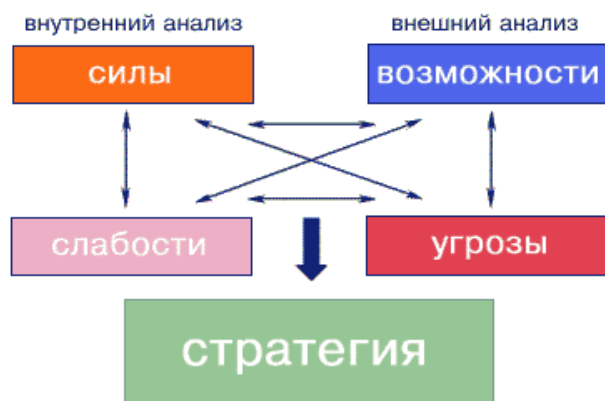 внутренний анализ
внешний анализ
силы
возможности
слабости
угрозы
стратегия